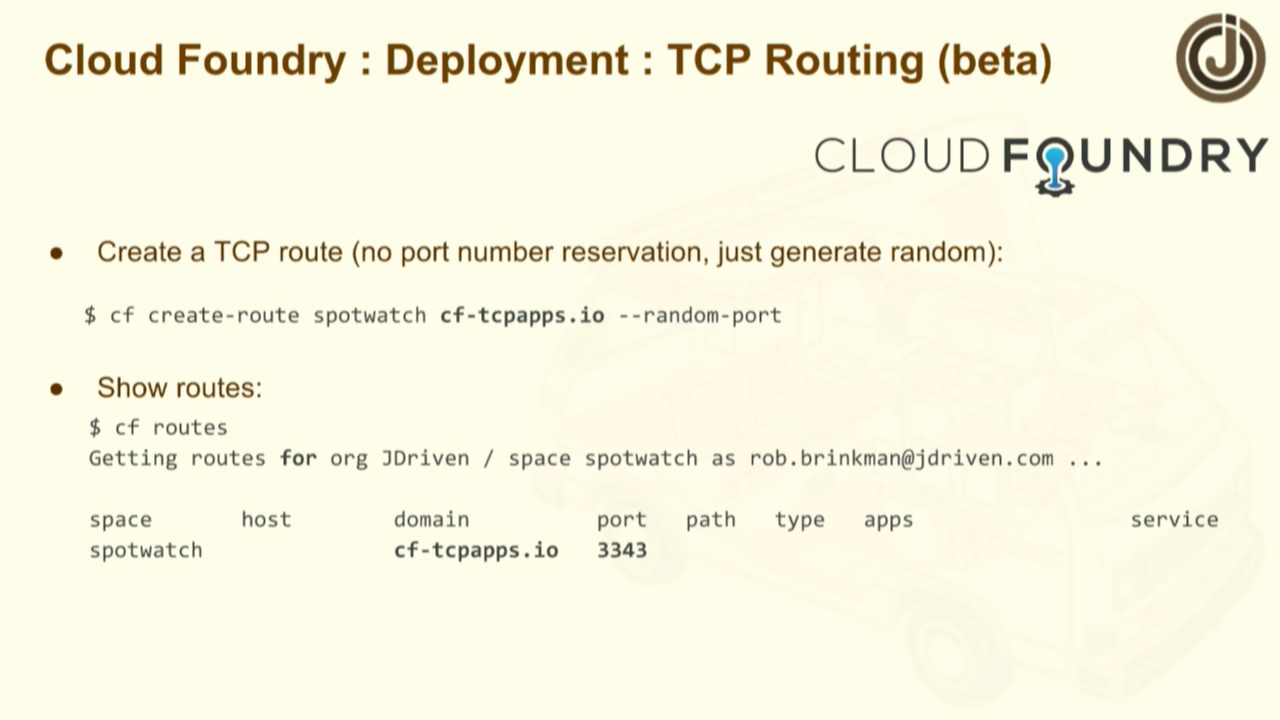 Cloud Foundry : Deployment : TCP Routing (beta)
CLOUD FOUNDRY
● Create a TCP route (no port number reservation, just generate random):
$ cf create-route spotwatch cf-tcpapps.io --random-port
● Show routes:
$ cf routes
Getting routes for org JDriven / space spotwatch as rob.brinkman@jdriven.com ...
space host domain port path type apps service
spotwatch cf-tcpapps.io 3343